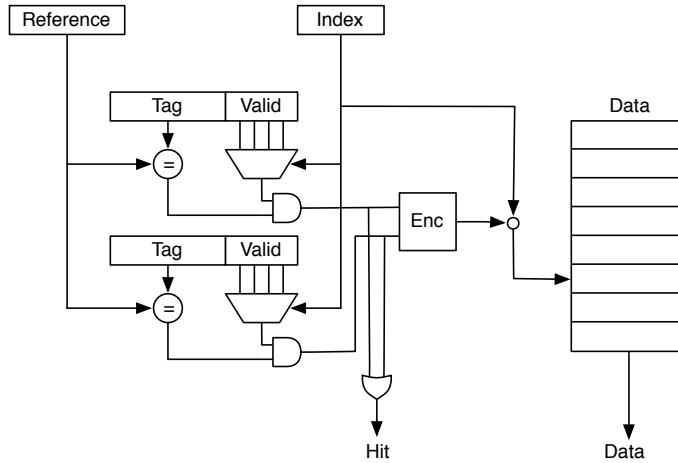 Reference
Index
Tag
Valid
Data
=
Enc
Tag
Valid
=
Hit
Data